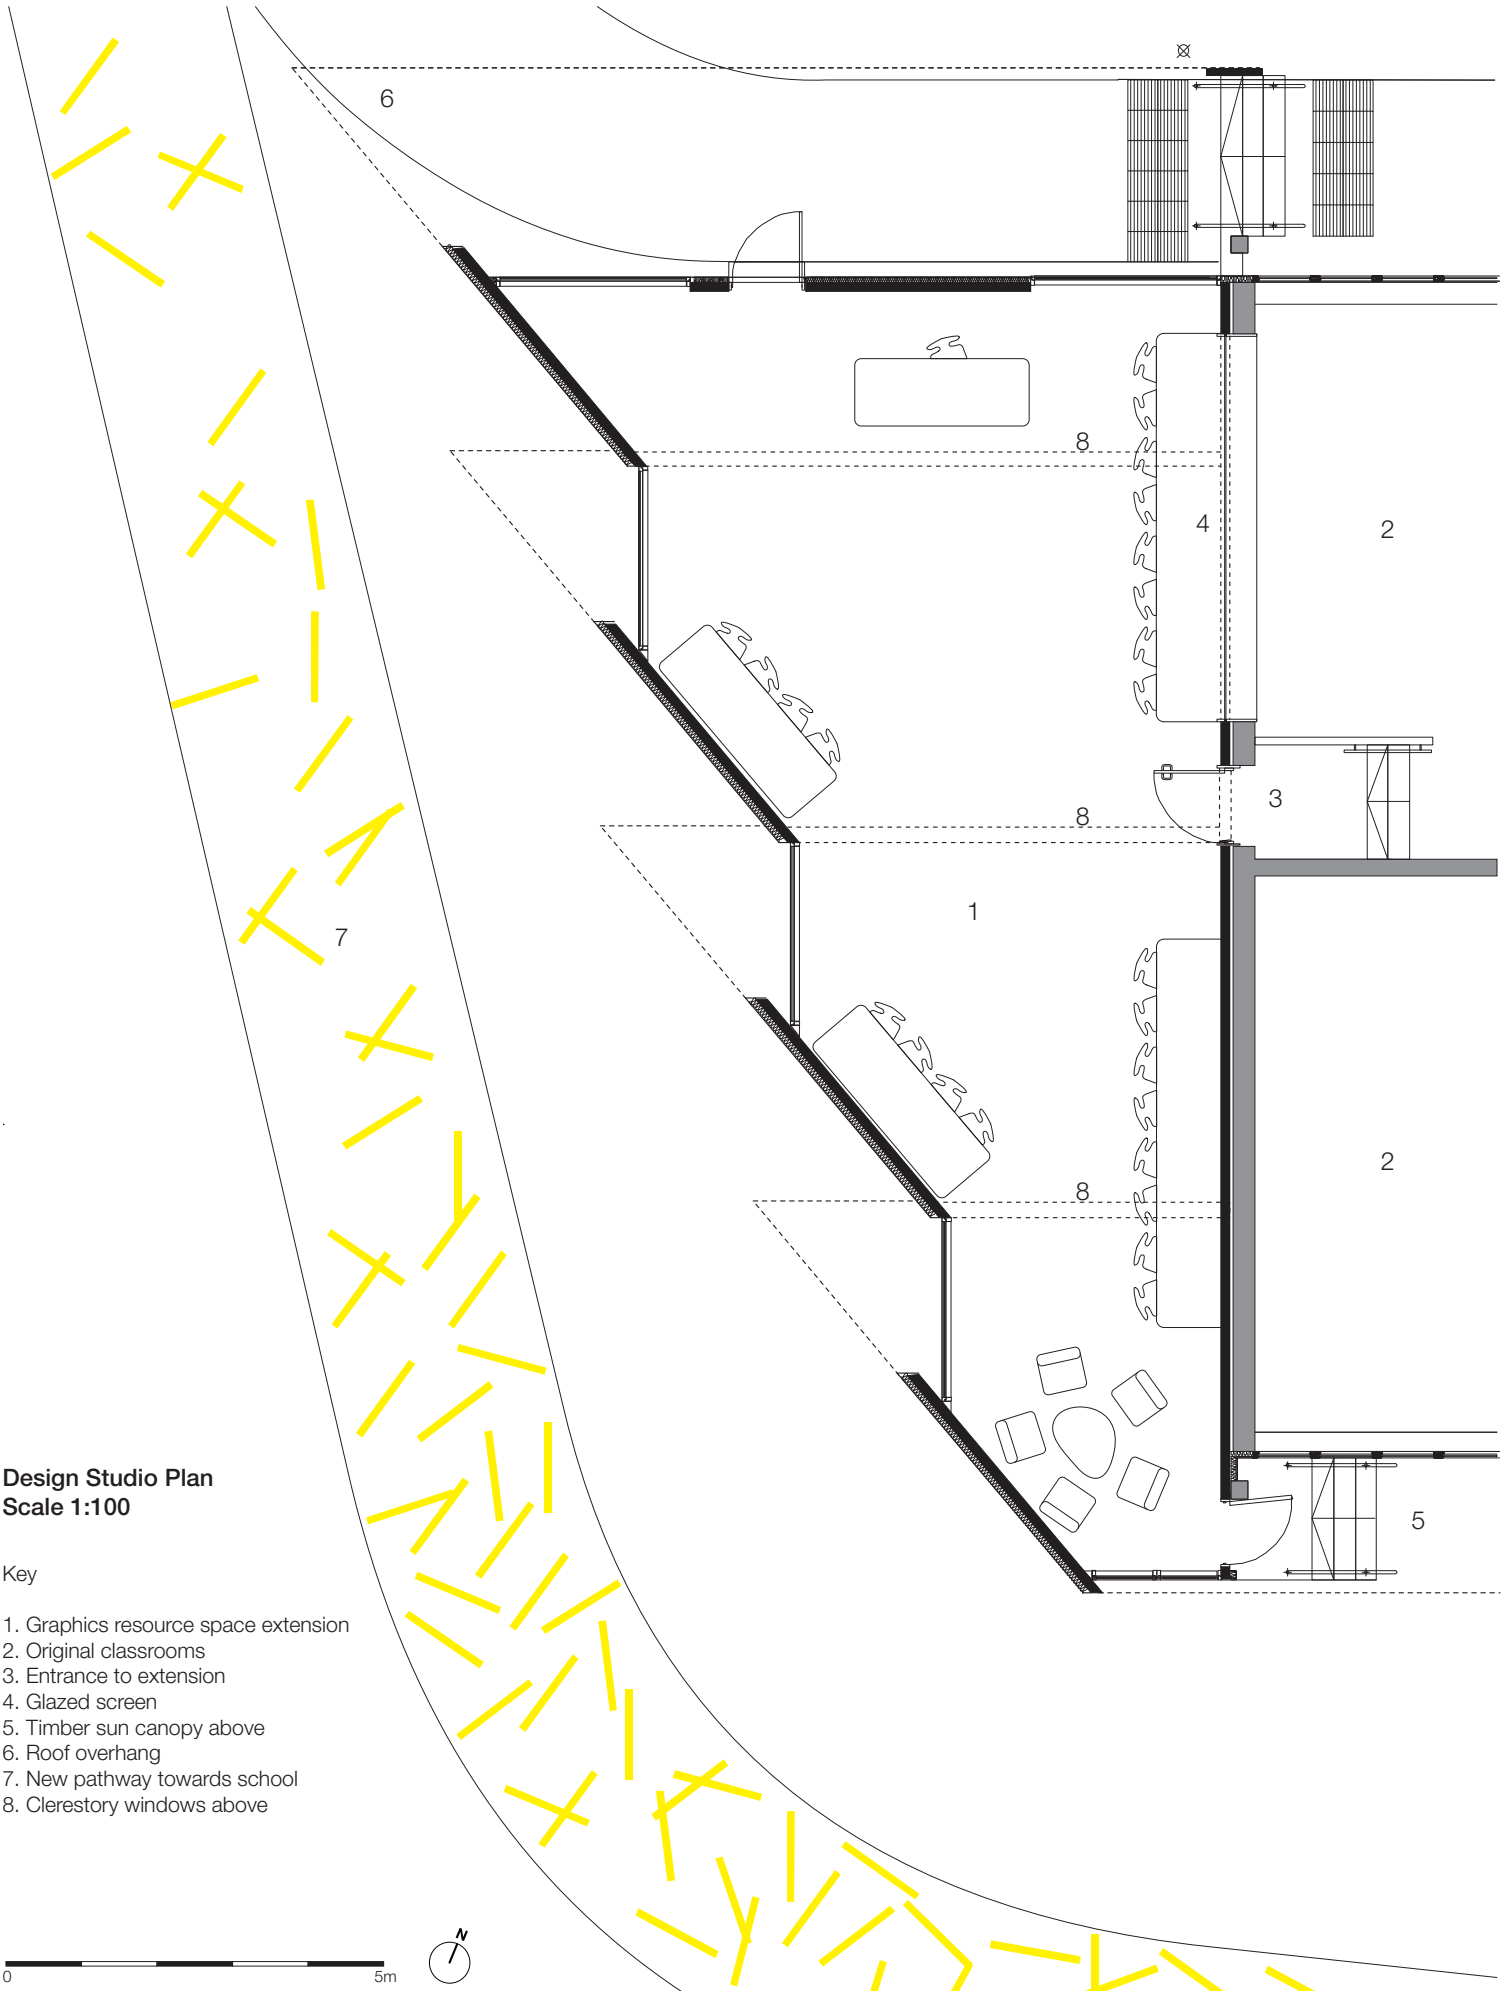 6
8
4
2
3
8
1
7
2
8
Design Studio Plan
Scale 1:100
5
Key
1. Graphics resource space extension
2. Original classrooms
3. Entrance to extension
4. Glazed screen
5. Timber sun canopy above
6. Roof overhang
7. New pathway towards school
8. Clerestory windows above
N
0 5m